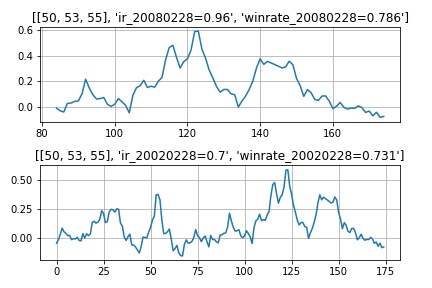 [[50, 53, 55], 'ir_20080228=0.96', 'winrate_20080228=0.786']
0.6
0.4
0.2
0.0
80 100 120 140 160
[[50, 53, 55], 'ir_20020228=0.7', 'winrate_20020228=0.731']
0.50
0.25
0.00
0 25 50 75 100 125 150 175